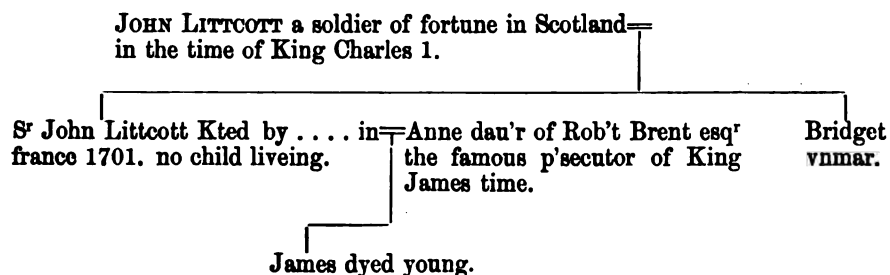 JOHN LITTCOTT a soldier of fortune in Scotland=
in the time of King Charles 1.
Sr John Littcott Kted by .... in=Anne dau'r of Rob't Brent esqr Bridget
france 1701. no child liveing. the famous p'secutor of King vnmar.
James time.
James dyed young.